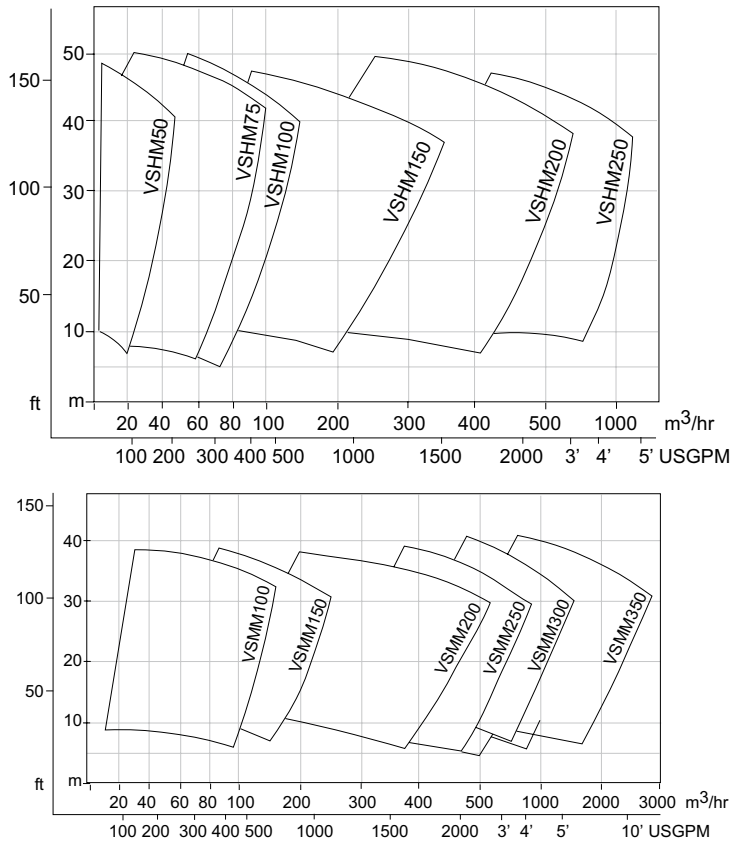 50
150
40
100
30
20
50
10
ft
m
VSHM50
VSHM75
VSHM100
VSHM150
VSHM200
VSHM250
20 40 60 80 100 200 300 400 500 1000 m3/hr
100 200 300 400 500 1000 1500 2000 3' 4' 5' USGPM
150
40
100
30
20
50
10
ft
m
VSMM100
VSMM150
VSMM200
VSMM250
VSMM300
VSMM350
20 40 60 80 100 200 300 400 500 1000 2000 3000 m3/hr
100 200 300 400 500 1000 1500 2000 3' 4' 5' 10' USGPM